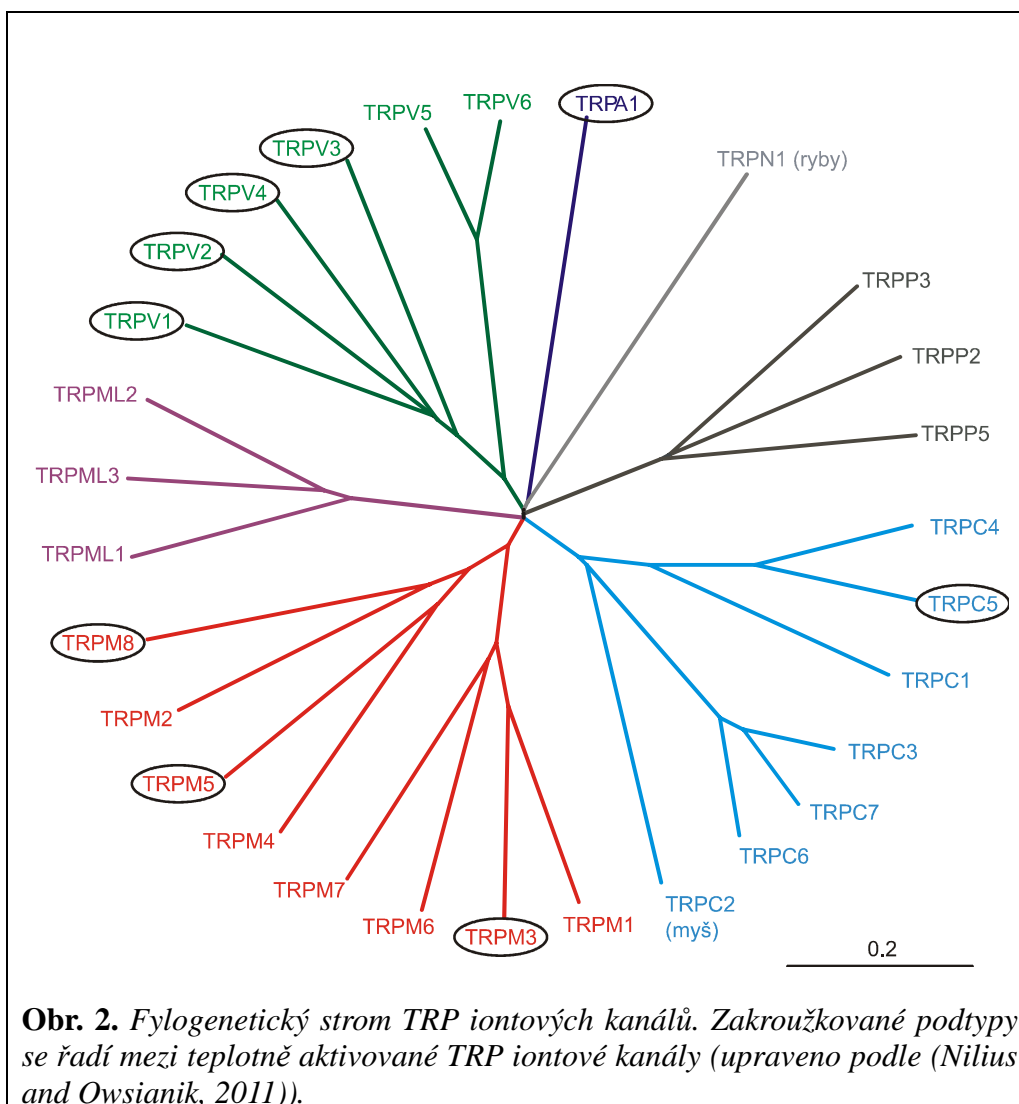 TRPV6
TRPA1
TRPV5
TRPV3
TRPN1 (ryby)
TRPV4
TRPV2
TRPP3
TRPV1
TRPP2
TRPML2
TRPP5
TRPML3
TRPC4
TRPML1
TRPC5
TRPM8
TRPC1
TRPM2
TRPC3
TRPM5
TRPC7
TRPM4
TRPC6
TRPM7
TRPC2
(myš)
TRPM6
TRPM3
TRPM1
0.2
Obr. 2. Fylogenetický strom TRP iontových kanálů. Zakroužkované podtypy
se řadí mezi teplotně aktivované TRP iontové kanály (upraveno podle (Nilius
and Owsianik, 2011)).